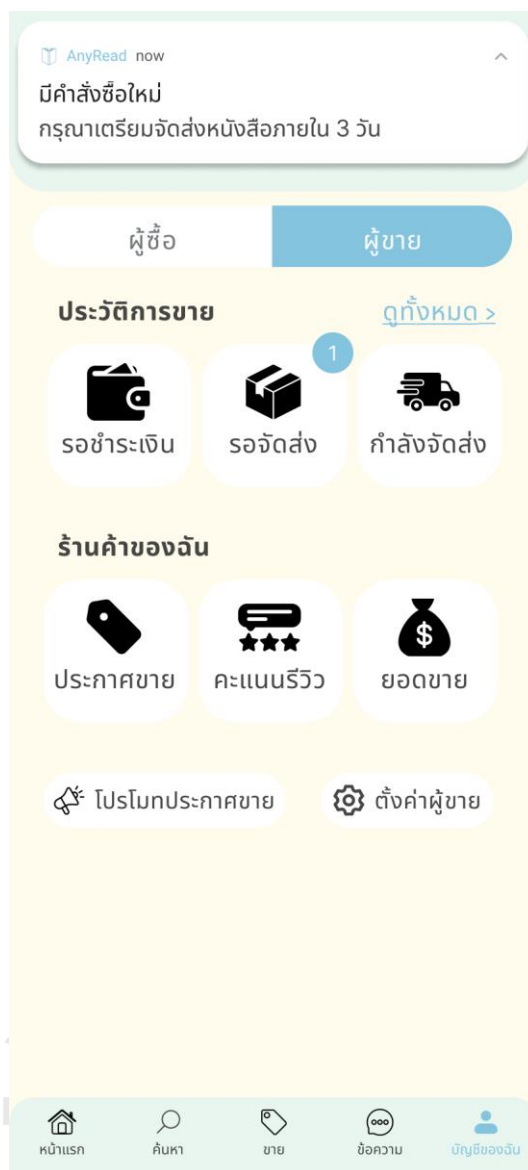 AnyRead now
มีคำสั่งซื้อใหม่
กรุณาเตรียมจัดส่งหนังสือภายใน 3 วัน
ผู้ซื้อ ผู้ขาย
ประวัติการขาย ดูทั้งหมด >
1
รอชำระเงิน รอจัดส่ง กำลังจัดส่ง
ร้านค้าของฉัน
$
ประกาศขาย คะแนนรีวิว ยอดขาย
โปรโมทประกาศขาย ตั้งค่าผู้ขาย
หน้าแรก ค้นหา ขาย ข้อความ บัญชีของฉัน